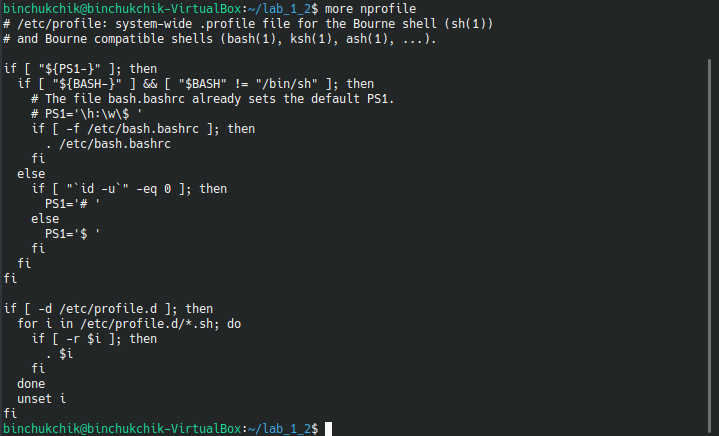 binchukchik@binchukchik-VirtualBox:~/lab_1_2$ more nprofile
# /etc/profile: system-wide .profile file for the Bourne shell (sh(1))
# and Bourne compatible shells (bash(1), ksh(1), ash(1), ...).

if [ "${PS1-}" ]; then
  if [ "${BASH-}" ] && [ "$BASH" != "/bin/sh" ]; then
    # The file bash.bashrc already sets the default PS1.
    # PS1='\h:\w\$ '
    if [ -f /etc/bash.bashrc ]; then
      . /etc/bash.bashrc
    fi
  else
    if [ "`id -u`" -eq 0 ]; then
      PS1='# '
    else
      PS1='$ '
    fi
  fi
fi

if [ -d /etc/profile.d ]; then
  for i in /etc/profile.d/*.sh; do
    if [ -r $i ]; then
      . $i
    fi
  done
  unset i
fi
binchukchik@binchukchik-VirtualBox:~/lab_1_2$